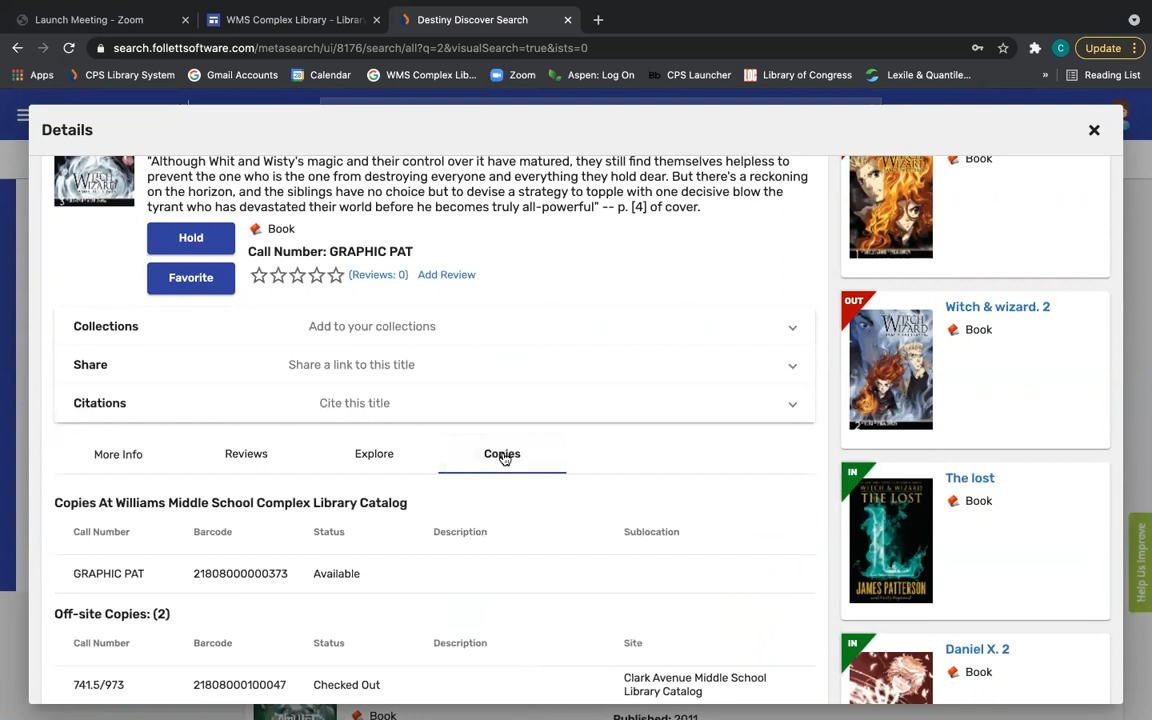 Launch Meeting - Zoom
WMS Complex Library - Librar
Destiny Discover Search
search.follettsoftware.com/metasearch/ui/8176/search/all?q=2&visualSearch=true&ists=0
C
Update
Apps
CPS Library System
Gmail Accounts
Calendar
WMS Complex Lib...
Zoom
Aspen: Log On
Bb CPS Launcher
Library of Congress
Lexile & Quantile...
»
Reading List
Details
"Although Whit and Wisty's magic and their control over it have matured, they still find themselves helpless to
prevent the one who is the one from destroying everyone and everything they hold dear. But there's a reckoning
on the horizon, and the siblings have no choice but to devise a strategy to topple with one decisive blow the
tyrant who has devastated their world before he becomes truly all-powerful" -- p. [4] of cover.
Hold
Book
Call Number: GRAPHIC PAT
Favorite
(Reviews: 0)
Add Review
Collections
Add to your collections
Share
Share a link to this title
Citations
Cite this title
More Info
Reviews
Explore
Copies
Copies At Williams Middle School Complex Library Catalog
Call Number
Barcode
Status
Description
Sublocation
GRAPHIC PAT
21808000000373
Available
Off-site Copies: (2)
Call Number
Barcode
Status
Description
Site
741.5/973
21808000100047
Checked Out
Clark Avenue Middle School
Library Catalog
Book
OUT
WITCH
WIZARD
2
Witch & wizard. 2
Book
IN
WITCH & WIZARD
THE LOST
L
JAMES PATTERSON
The lost
Book
IN
Daniel X. 2
Book
Help Us Improve
Book
Published: 2011